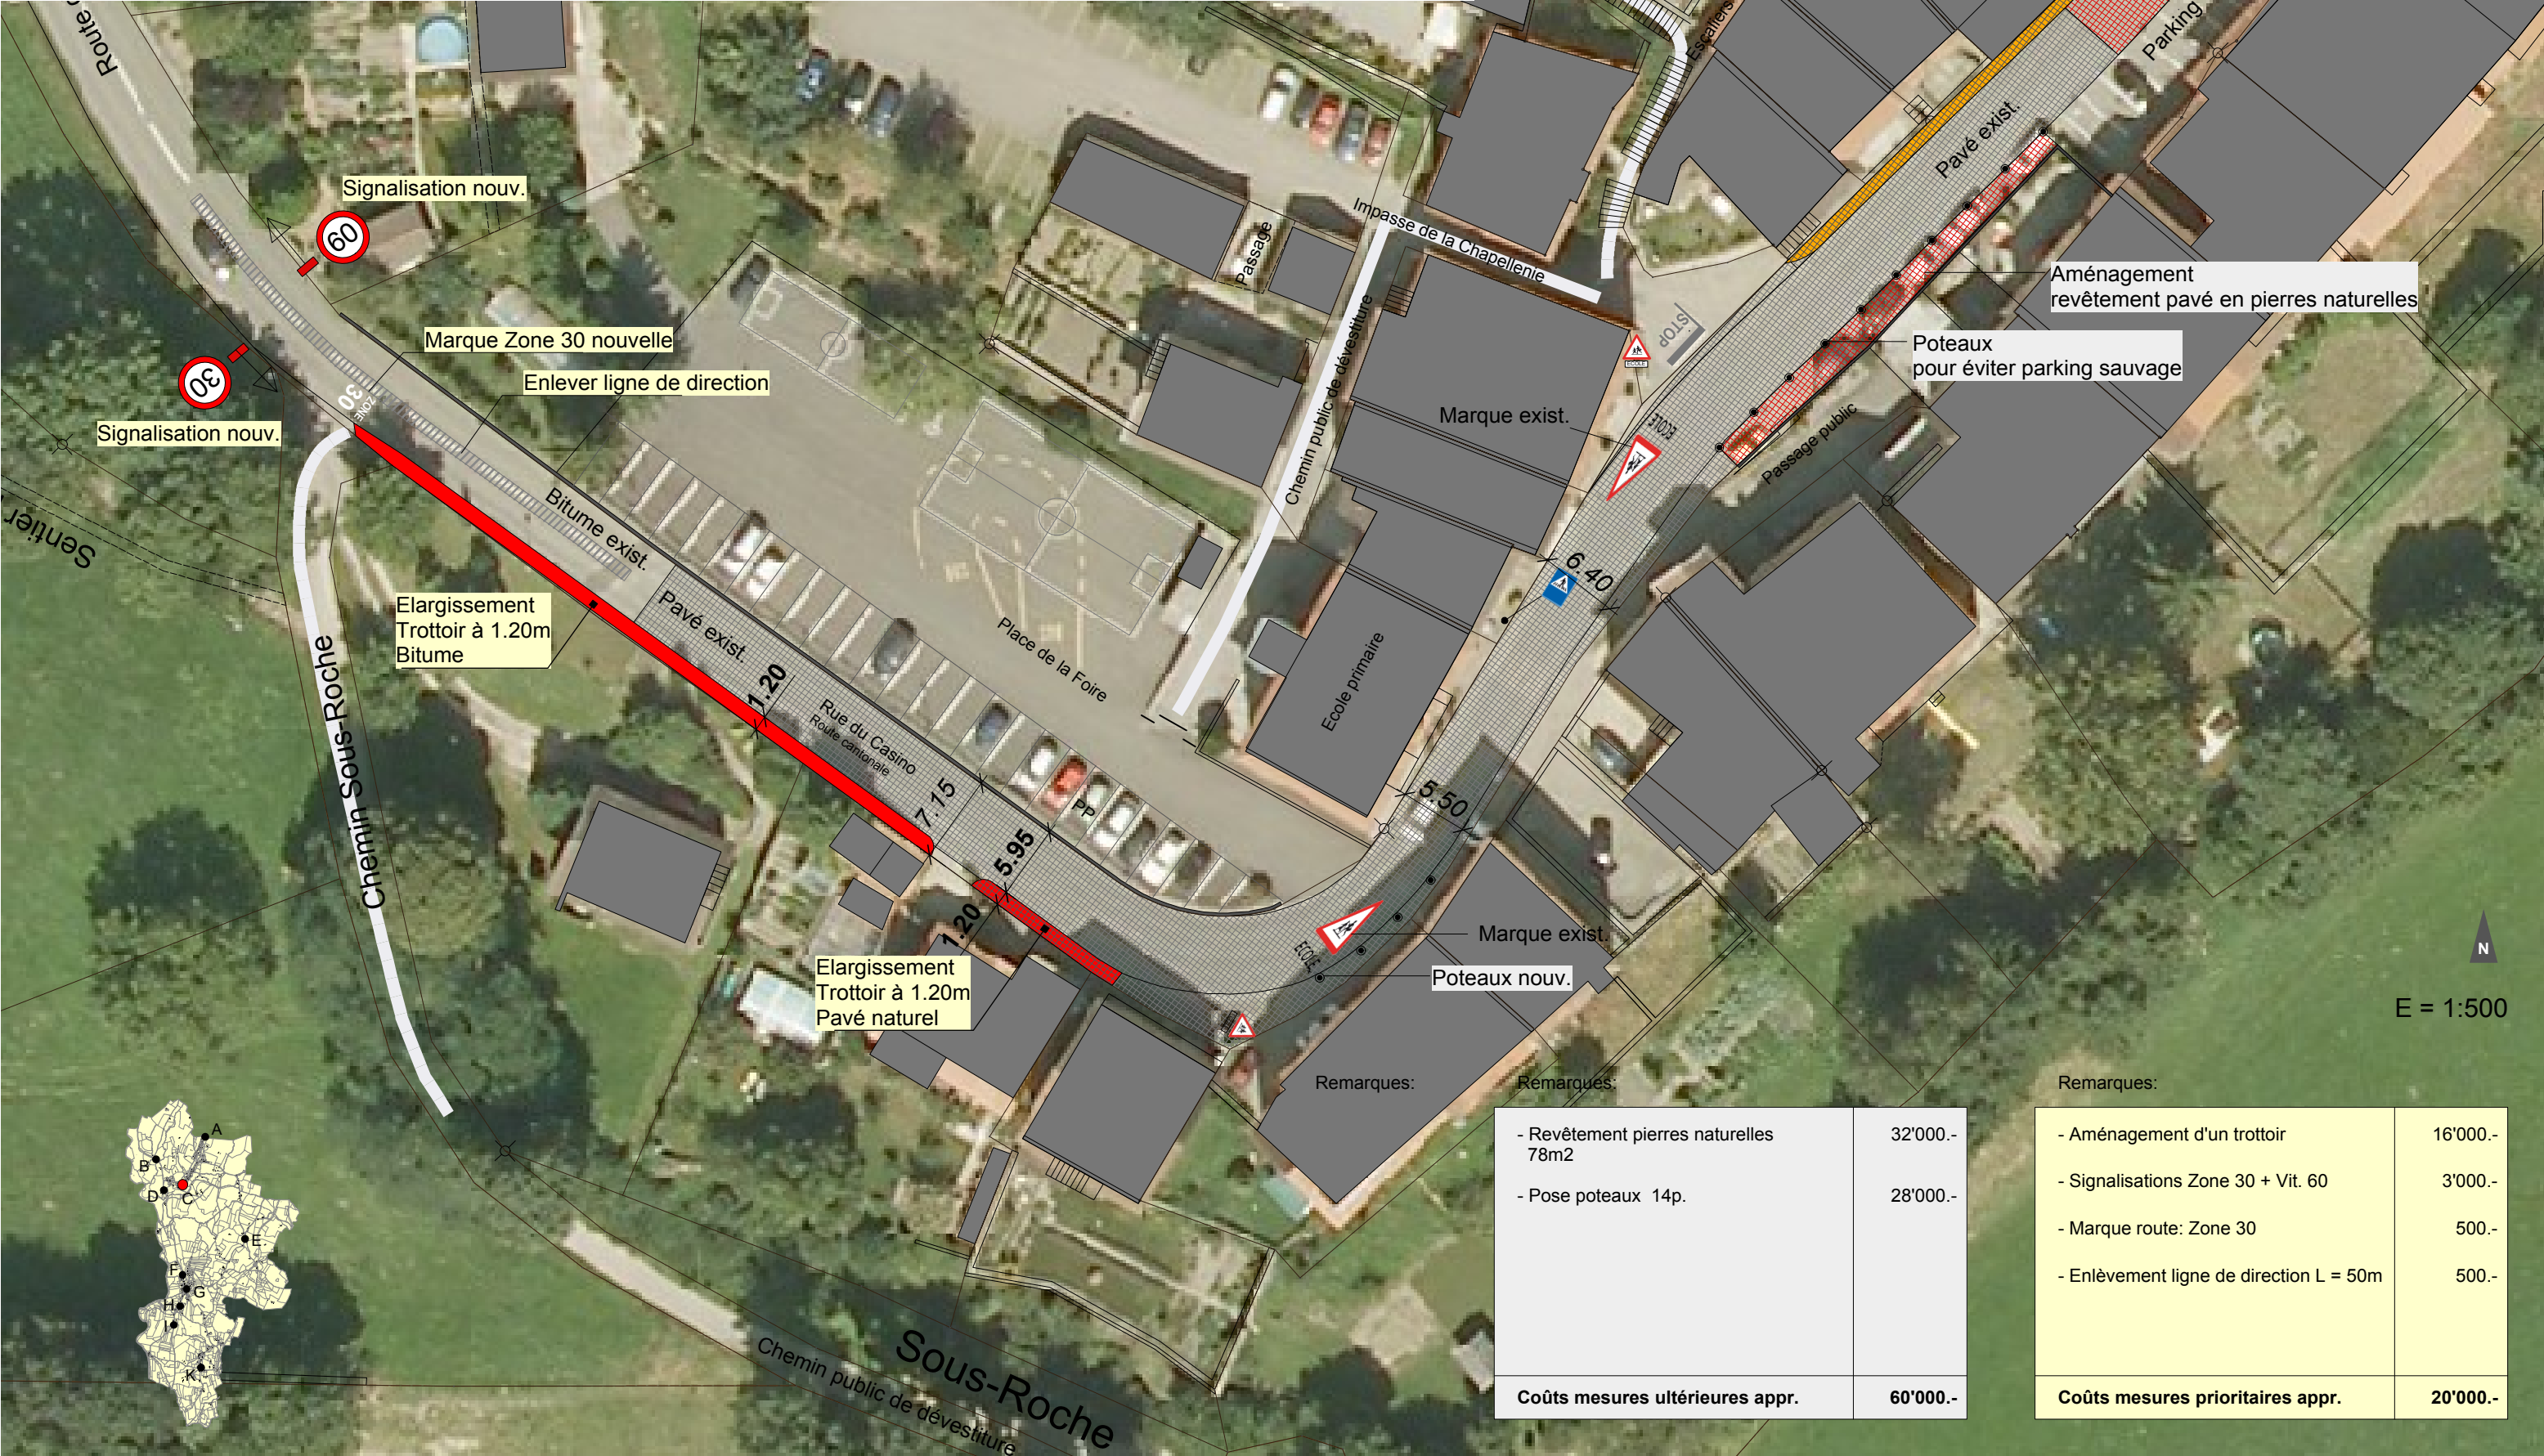 Route
Escaliers
Parking
Signalisation nouv.
60
Pavé exist.
Impasse de la Chapellenie
Passage
Aménagement
revêtement pavé en pierres naturelles
STOP
Marque Zone 30 nouvelle
Poteaux
pour éviter parking sauvage
ECOLE
30
Enlever ligne de direction
30
ZONE
Chemin public de dévestiture
Marque exist.
ECOLE
Signalisation nouv.
Passage public
Sentier
Bitume exist.
6.40
Elargissement
Trottoir à 1.20m
Bitume
Pavé exist.
Place de la Foire
Ecole primaire
Chemin Sous-Roche
1.20
Rue du Casino
Route cantonale
7.15
PP
5.50
5.95
1.20
Marque exist.
ECOLE
Poteaux nouv.
Elargissement
Trottoir à 1.20m
Pavé naturel
N
E = 1:500
Remarques:
Remarques:
Remarques:
- Revêtement pierres naturelles 32'000.-
78m2
- Pose poteaux 14p. 28'000.-
Coûts mesures ultérieures appr. 60'000.-
- Aménagement d'un trottoir 16'000.-
- Signalisations Zone 30 + Vit. 60 3'000.-
- Marque route: Zone 30 500.-
- Enlèvement ligne de direction L = 50m 500.-
Coûts mesures prioritaires appr. 20'000.-
A
B
D
C
E
F
G
H
I
K
Sous-Roche
Chemin public de dévestiture